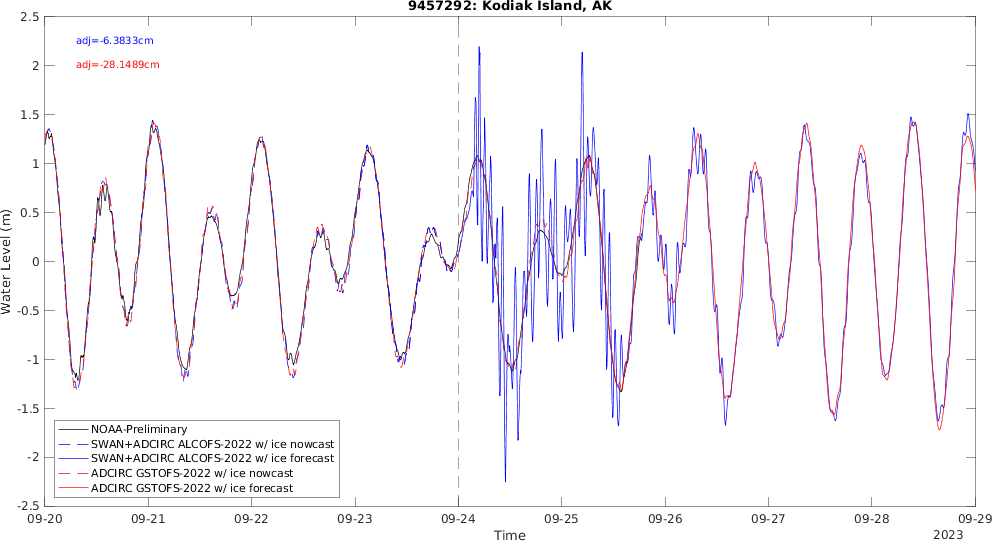 9457292: Kodiak Island, AK
2.5
2
1.5
1
0.5
0
-0.5
-1
-1.5
-2
-2.5
Water Level (m)
adj=-6.3833cm
adj=-28.1489cm
NOAA-Preliminary
SWAN+ADCIRC ALCOFS-2022 w/ ice nowcast
SWAN+ADCIRC ALCOFS-2022 w/ ice forecast
ADCIRC GSTOFS-2022 w/ ice nowcast
ADCIRC GSTOFS-2022 w/ ice forecast
09-20 09-21 09-22 09-23 09-24 09-25 09-26 09-27 09-28 09-29
Time
2023